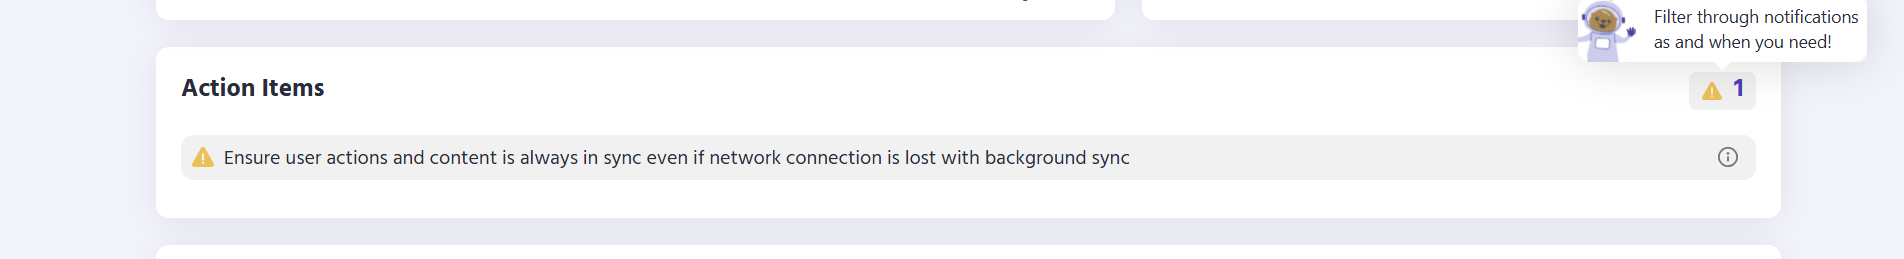 Filter through notifications
as and when you need!
Action Items
1
Ensure user actions and content is always in sync even if network connection is lost with background sync